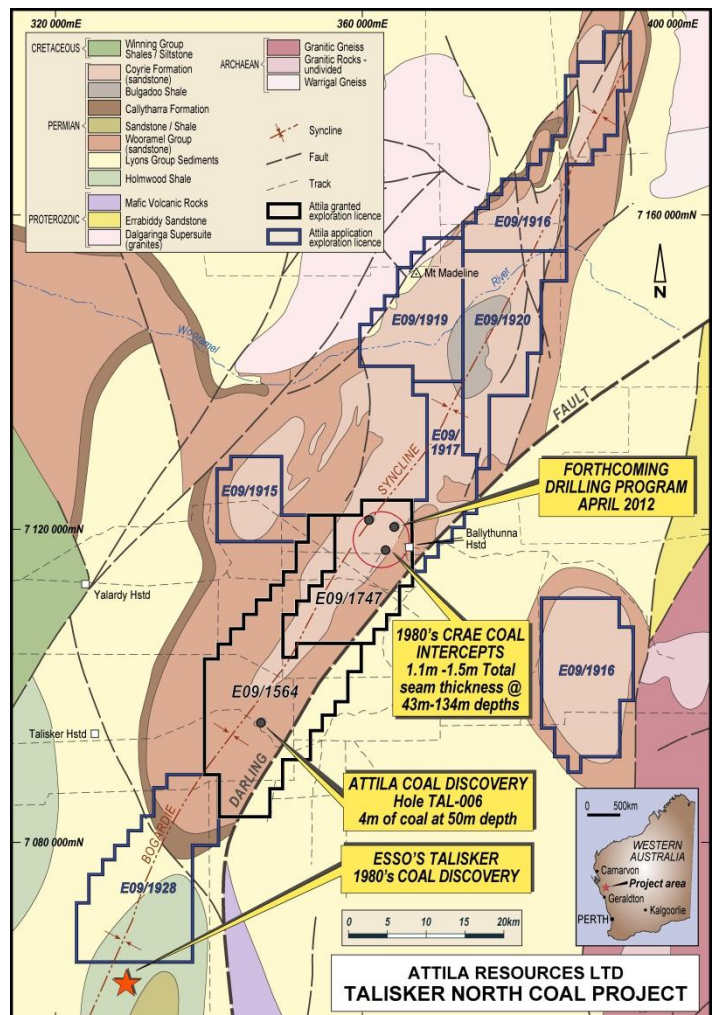 320 000mE
360 000mE
400 000mE
CRETACEOUS
Winning Group
Shales / Siltstone
PERMIAN
Coyrie Formation
(sandstone)
Bulgadoo Shale
Callytharra Formation
Sandstone / Shale
Wooramel Group
(sandstone)
Lyons Group Sediments
Holmwood Shale
PROTEROZOIC
Mafic Volcanic Rocks
Errabiddy Sandstone
Dalgaringa Supersuite
(granites)
ARCHAEAN
Granitic Gneiss
Granitic Rocks -
undivided
Warrigal Gneiss
Syncline
Fault
Track
Attila granted
exploration licence
Attila application
exploration licence
7 160 000mN
E09/1916
N
Mt Madeline
River
Wooramel
E09/1919
E09/1920
FAULT
E09/
1917
SYNCLINE
E09/1915
FORTHCOMING
DRILLING PROGRAM
APRIL 2012
7 120 000mN
Ballythunna
Hstd
Yalardy Hstd
E09/1747
1980's CRAE COAL
INTERCEPTS
1.1m -1.5m Total
seam thickness @
43m-134m depths
E09/1916
E09/1564
Talisker Hstd
DARLING
ATTILA COAL DISCOVERY
Hole TAL-006
4m of coal at 50m depth
7 080 000mN
BOGARDIE
ESSO'S TALISKER
1980's COAL DISCOVERY
E09/1928
0 500km
WESTERN
AUSTRALIA
Carnarvon
Project area
Geraldton
Kalgoorlie
PERTH
0 5 10 15 20km
ATTILA RESOURCES LTD
TALISKER NORTH COAL PROJECT